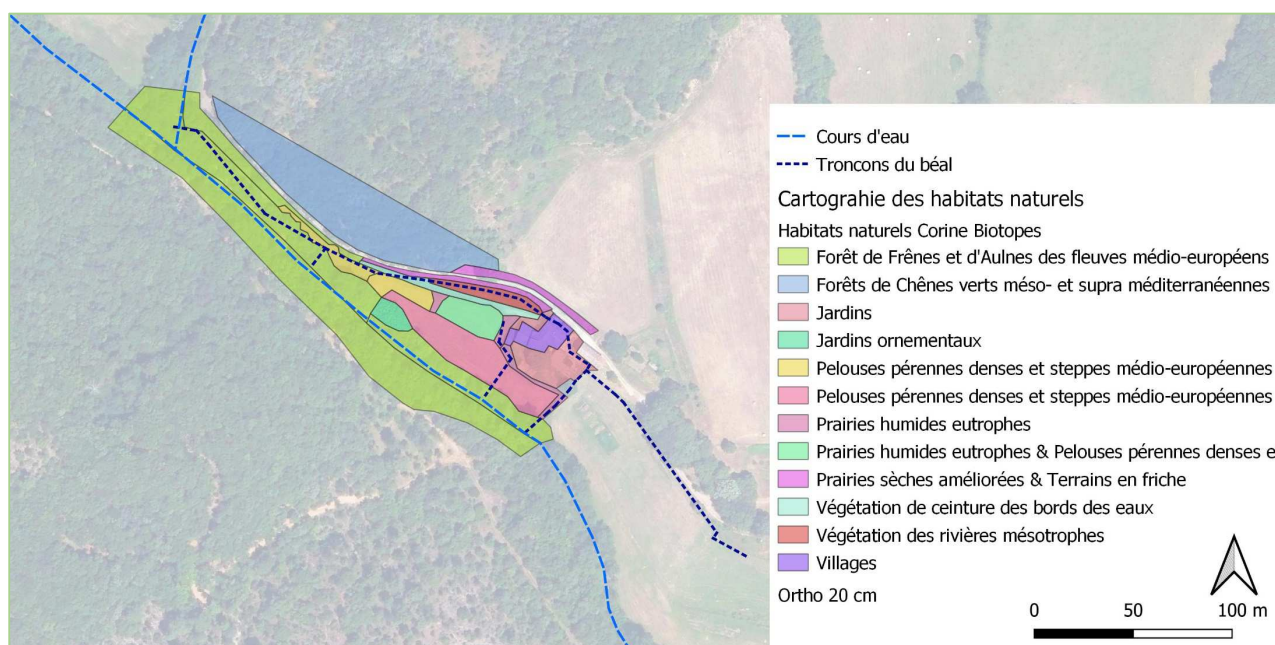 Cours d'eau
Troncons du béal
Cartograhie des habitats naturels
Habitats naturels Corine Biotopes
Forêt de Frênes et d'Aulnes des fleuves médio-européens
Forêts de Chênes verts méso- et supra méditerranéennes
Jardins
Jardins ornementaux
Pelouses pérennes denses et steppes médio-européennes
Pelouses pérennes denses et steppes médio-européennes
Prairies humides eutrophes
Prairies humides eutrophes & Pelouses pérennes denses e
Prairies sèches améliorées & Terrains en friche
Végétation de ceinture des bords des eaux
Végétation des rivières mésotrophes
Villages
Ortho 20 cm
0 50 100 m